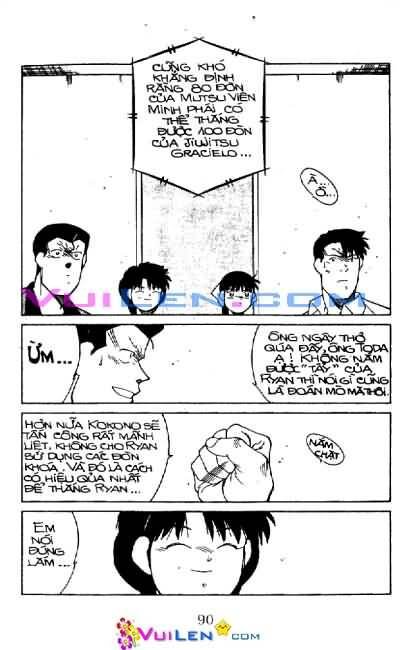 CŨNG KHÓ
KHẲNG ĐỊNH
RẰNG 80 ĐÒN
CỦA MUTSU VIÊN
MINH PHÁI CÓ
THỂ THẮNG
ĐƯỢC 100 ĐÒN
CỦA JIUJITSU
GRACIELO...
À...
Ồ...
VUILEN.COM
ỪM...
ÔNG NGÂY THƠ
QUÁ ĐẤY, ÔNG TODA
Ạ! KHÔNG NẮM
ĐƯỢC "TẨY" CỦA
RYAN THÌ NÓI GÌ CŨNG
LÀ ĐOÁN MÒ MÀ THÔI.
HƠN NỮA KOKONO SẼ
TẤN CÔNG RẤT MÃNH
LIỆT, KHÔNG CHO RYAN
SỬ DỤNG CÁC ĐÒN
KHÓA. VÀ ĐÓ LÀ CÁCH
CÓ HIỆU QUẢ NHẤT
ĐỂ THẮNG RYAN...
NẮM
CHẶT
EM
NÓI
ĐÚNG
LẮM...
90
VUILEN.COM